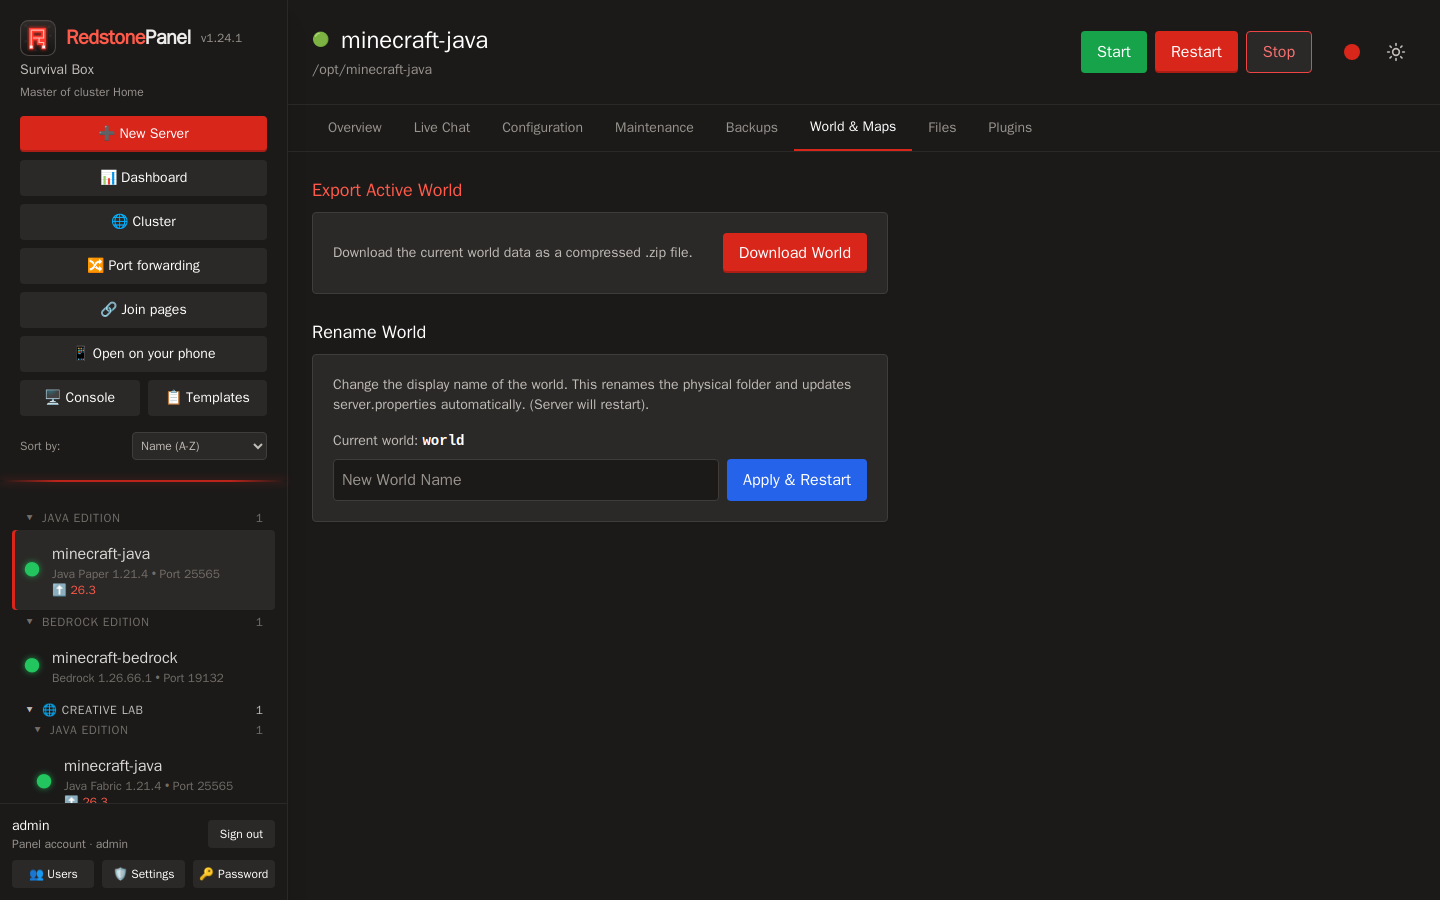 RedstonePanel v1.24.1
Survival Box
Master of cluster Home
➕ New Server
📊 Dashboard
🌐 Cluster
🔀 Port forwarding
🔗 Join pages
📱 Open on your phone
🖥️ Console
📋 Templates
Sort by:
Name (A-Z)
JAVA EDITION 1
minecraft-java
Java Paper 1.21.4 • Port 25565
⬆️ 26.3
BEDROCK EDITION 1
minecraft-bedrock
Bedrock 1.26.66.1 • Port 19132
🌐 CREATIVE LAB 1
JAVA EDITION 1
minecraft-java
Java Fabric 1.21.4 • Port 25565
⬆️ 26.3
admin
Panel account · admin
Sign out
👥 Users
🛡️ Settings
🔑 Password
minecraft-java
/opt/minecraft-java
Start
Restart
Stop
Overview
Live Chat
Configuration
Maintenance
Backups
World & Maps
Files
Plugins
Export Active World
Download the current world data as a compressed .zip file.
Download World
Rename World
Change the display name of the world. This renames the physical folder and updates
server.properties automatically. (Server will restart).
Current world: world
New World Name
Apply & Restart